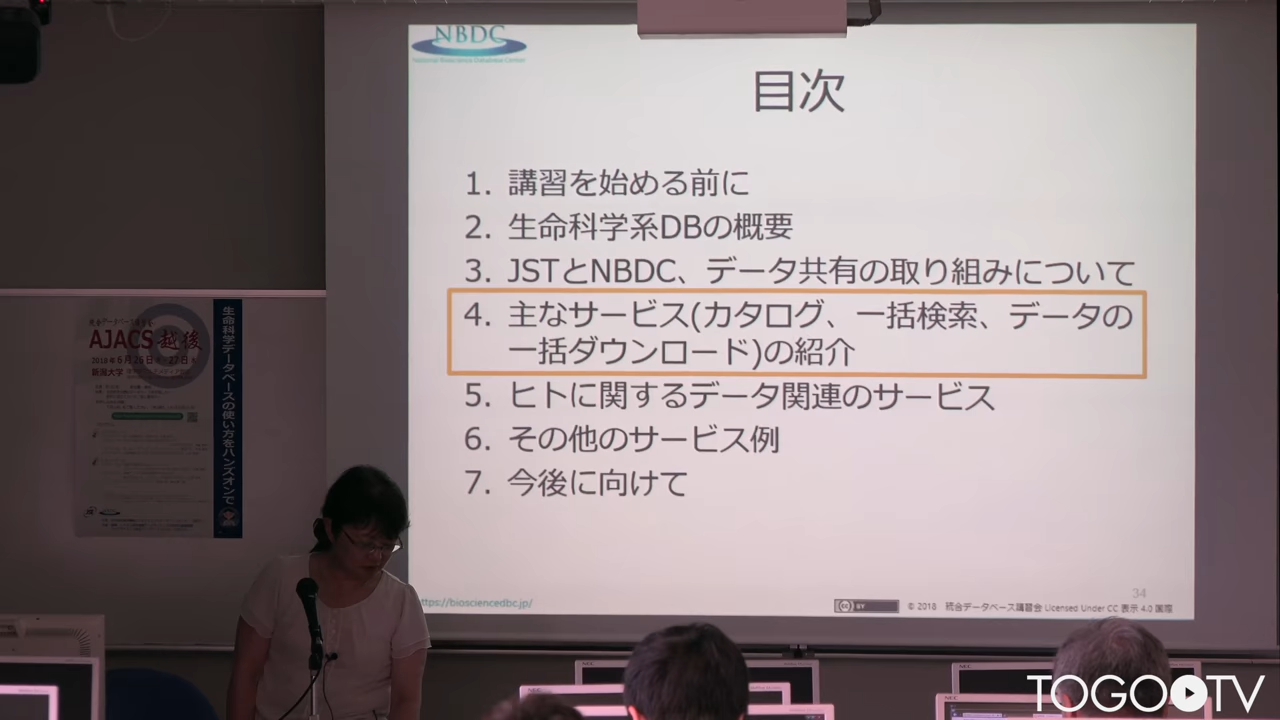 NBDC
National Bioscience Database Center
目次
1. 講習を始める前に
2. 生命科学系DBの概要
3. JSTとNBDC、データ共有の取り組みについて
4. 主なサービス(カタログ、一括検索、データの
一括ダウンロード)の紹介
5. ヒトに関するデータ関連のサービス
6. その他のサービス例
7. 今後に向けて
34
https://biosciencedbc.jp/
CC BY
© 2018 統合データベース講習会 Licensed Under CC 表示 4.0 国際
AJACS 越後
新潟大学
生命科学データベースの使い方をハンズオンで
NEC
NEC
NEC
NEC
TOGOTV